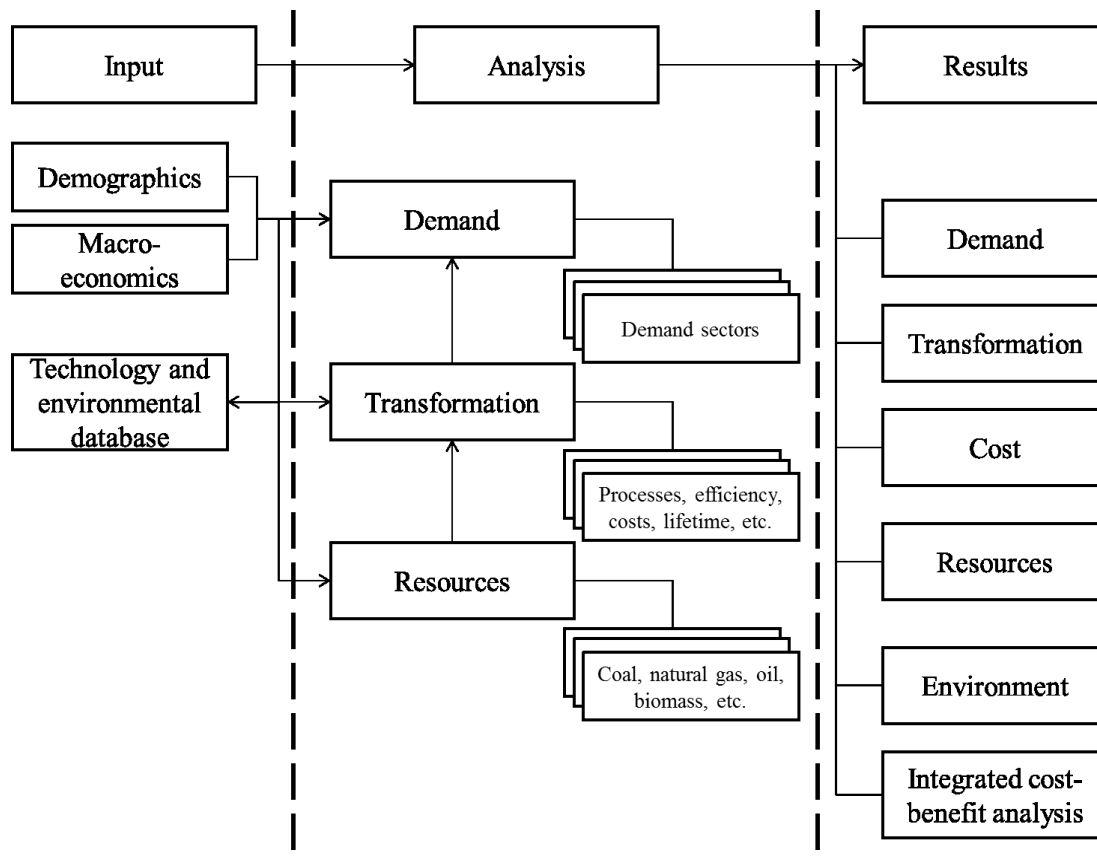 Input
Analysis
Results
Demographics
Macro-
economics
Technology and
environmental
database
Demand
Demand sectors
Transformation
Processes, efficiency,
costs, lifetime, etc.
Resources
Coal, natural gas, oil,
biomass, etc.
Demand
Transformation
Cost
Resources
Environment
Integrated cost-
benefit analysis